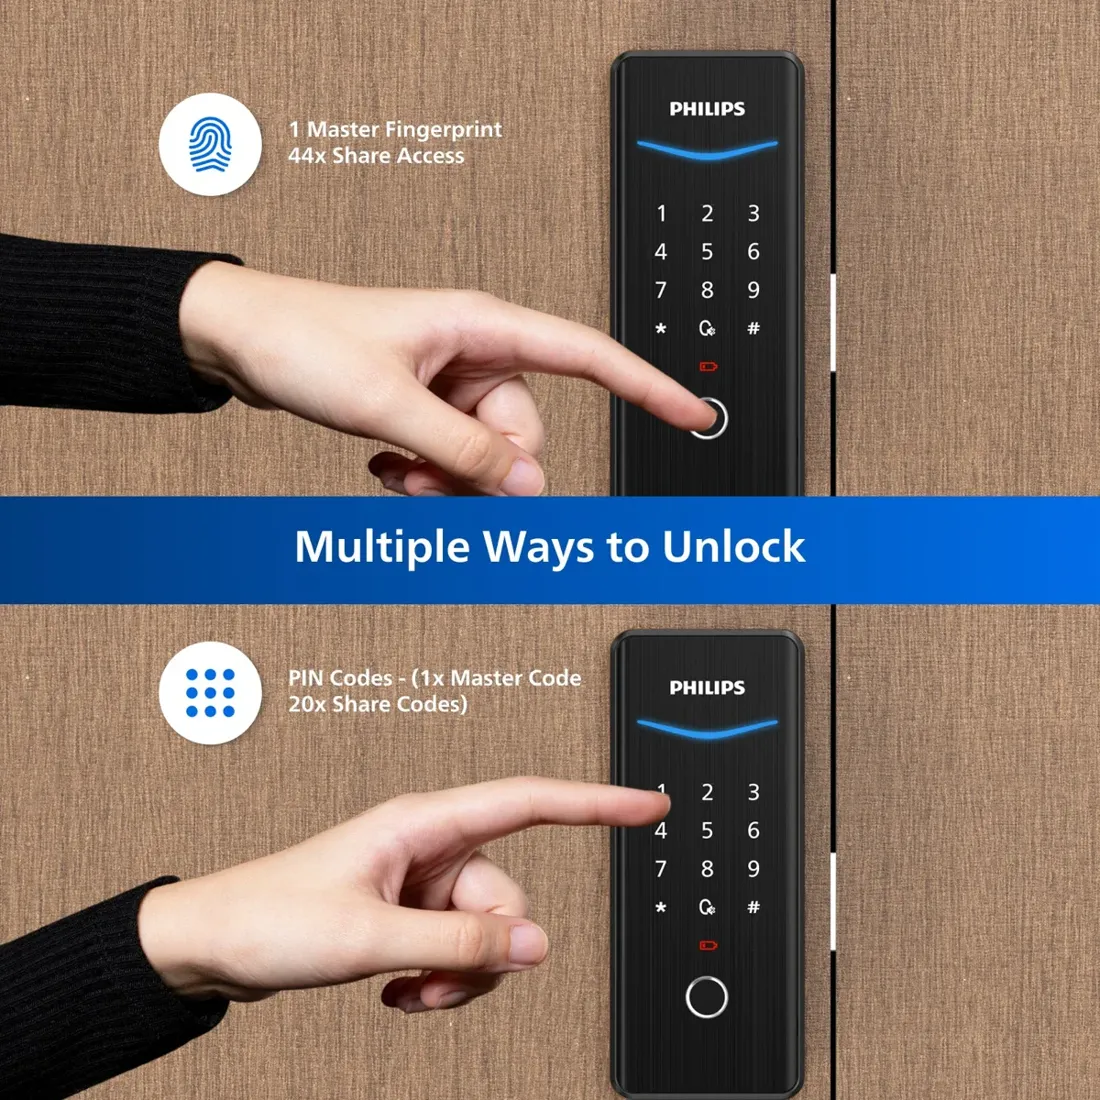 PHILIPS
1 Master Fingerprint
44x Share Access
1 2 3
4 5 6
7 8 9
* #
Multiple Ways to Unlock
PHILIPS
PIN Codes - (1x Master Code
20x Share Codes)
1 2 3
4 5 6
7 8 9
* #